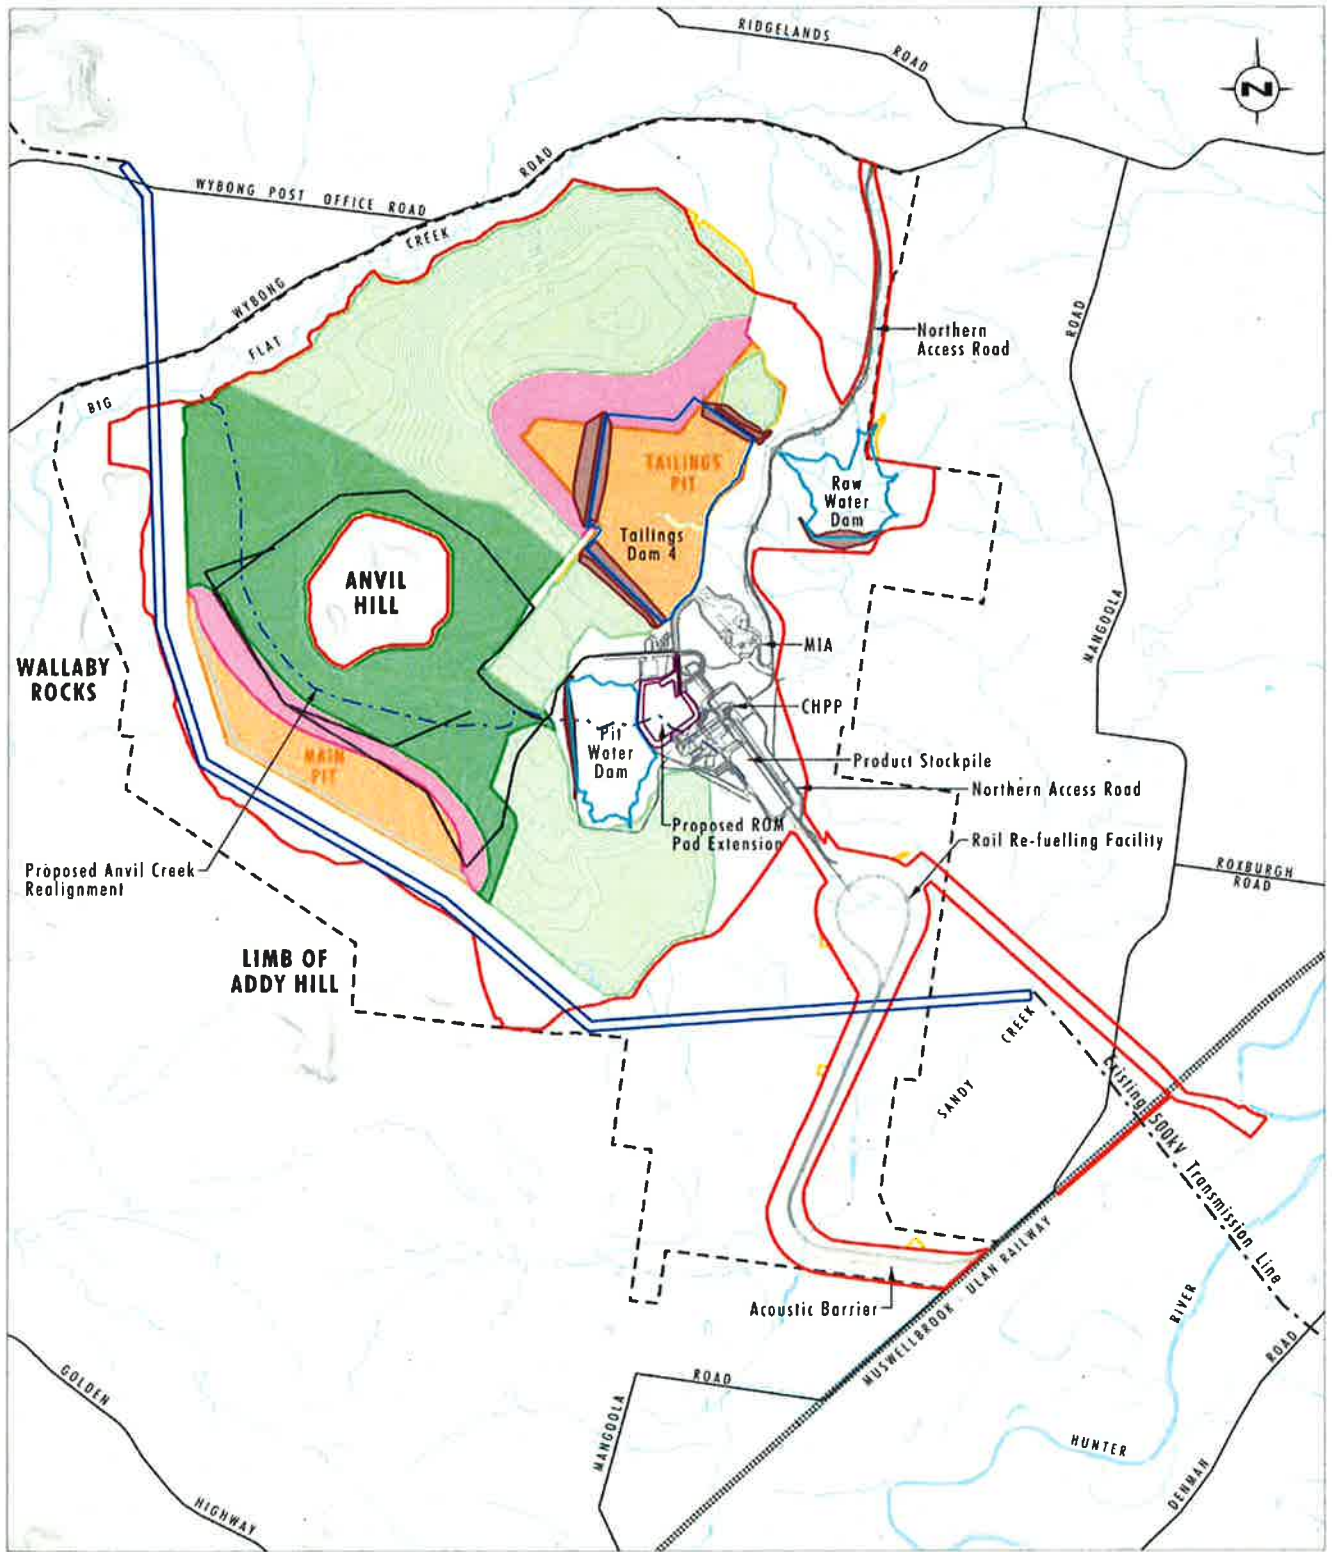 RIDGELANDS
ROAD
N
WYBONG POST OFFICE ROAD
ROAD
CREEK
WYBONG
FLAT
BIG
Northern
Access Road
ROAD
MANGOOLA
TAILINGS
PIT
Tailings
Dam 4
Raw
Water
Dam
ANVIL
HILL
WALLABY
ROCKS
MIA
CHPP
Pit
Water
Dam
Product Stockpile
MAIN
PIT
Northern Access Road
Proposed ROM
Pad Extension
Rail Re-fuelling Facility
Proposed Anvil Creek
Realignment
ROXBURGH
ROAD
LIMB OF
ADDY HILL
CREEK
SANDY
Existing 500kV Transmission Line
Acoustic Barrier
MUSWELLBROOK - ULAN RAILWAY
RIVER
ROAD
ROAD
MANGOOLA
GOLDEN
HIGHWAY
HUNTER
DENMAN